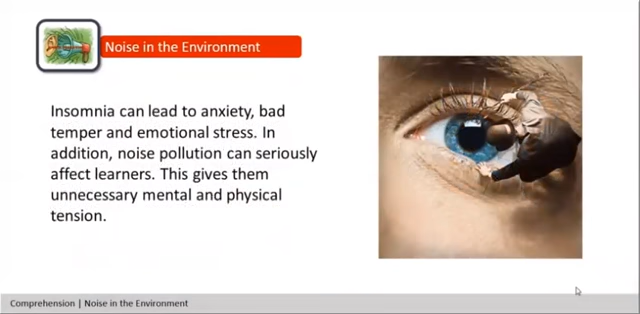 Noise in the Environment
Insomnia can lead to anxiety, bad
temper and emotional stress. In
addition, noise pollution can seriously
affect learners. This gives them
unnecessary mental and physical
tension.
Comprehension | Noise in the Environment